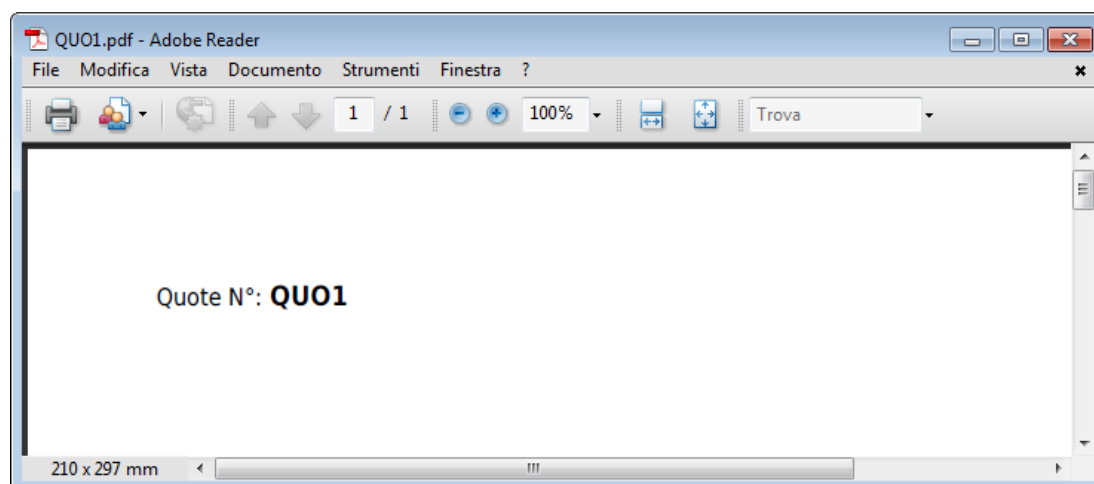 QUO1.pdf - Adobe Reader
File Modifica Vista Documento Strumenti Finestra ?
1 / 1 100% Trova
Quote N°: QUO1
210 x 297 mm